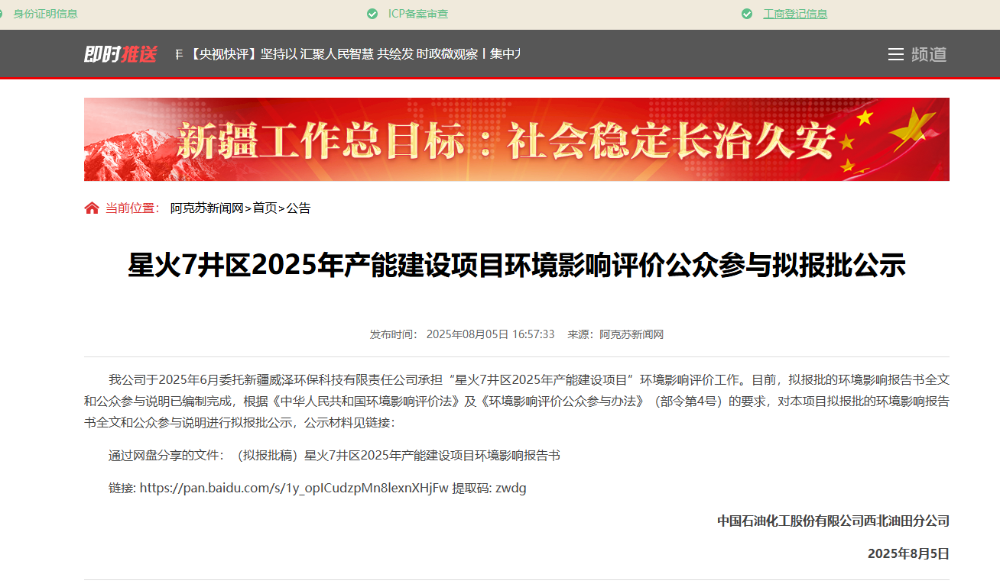 身份证明信息
ICP备案审查
工商登记信息
即时推送
【央视快评】坚持以 汇聚人民智慧 共绘发 时政微观察丨集中
频道
新疆工作总目标：社会稳定长治久安
当前位置： 阿克苏新闻网>首页>公告
星火7井区2025年产能建设项目环境影响评价公众参与拟报批公示
发布时间： 2025年08月05日 16:57:33 来源：阿克苏新闻网
我公司于2025年6月委托新疆威泽环保科技有限责任公司承担“星火7井区2025年产能建设项目”环境影响评价工作。目前，拟报批的环境影响报告书全文
和公众参与说明已编制完成，根据《中华人民共和国环境影响评价法》及《环境影响评价公众参与办法》（部令第4号）的要求，对本项目拟报批的环境影响报告
书全文和公众参与说明进行拟报批公示，公示材料见链接：
通过网盘分享的文件：（拟报批稿）星火7井区2025年产能建设项目环境影响报告书
链接: https://pan.baidu.com/s/1y_opICudzpMn8lexnXHjFw 提取码: zwdg
中国石油化工股份有限公司西北油田分公司
2025年8月5日